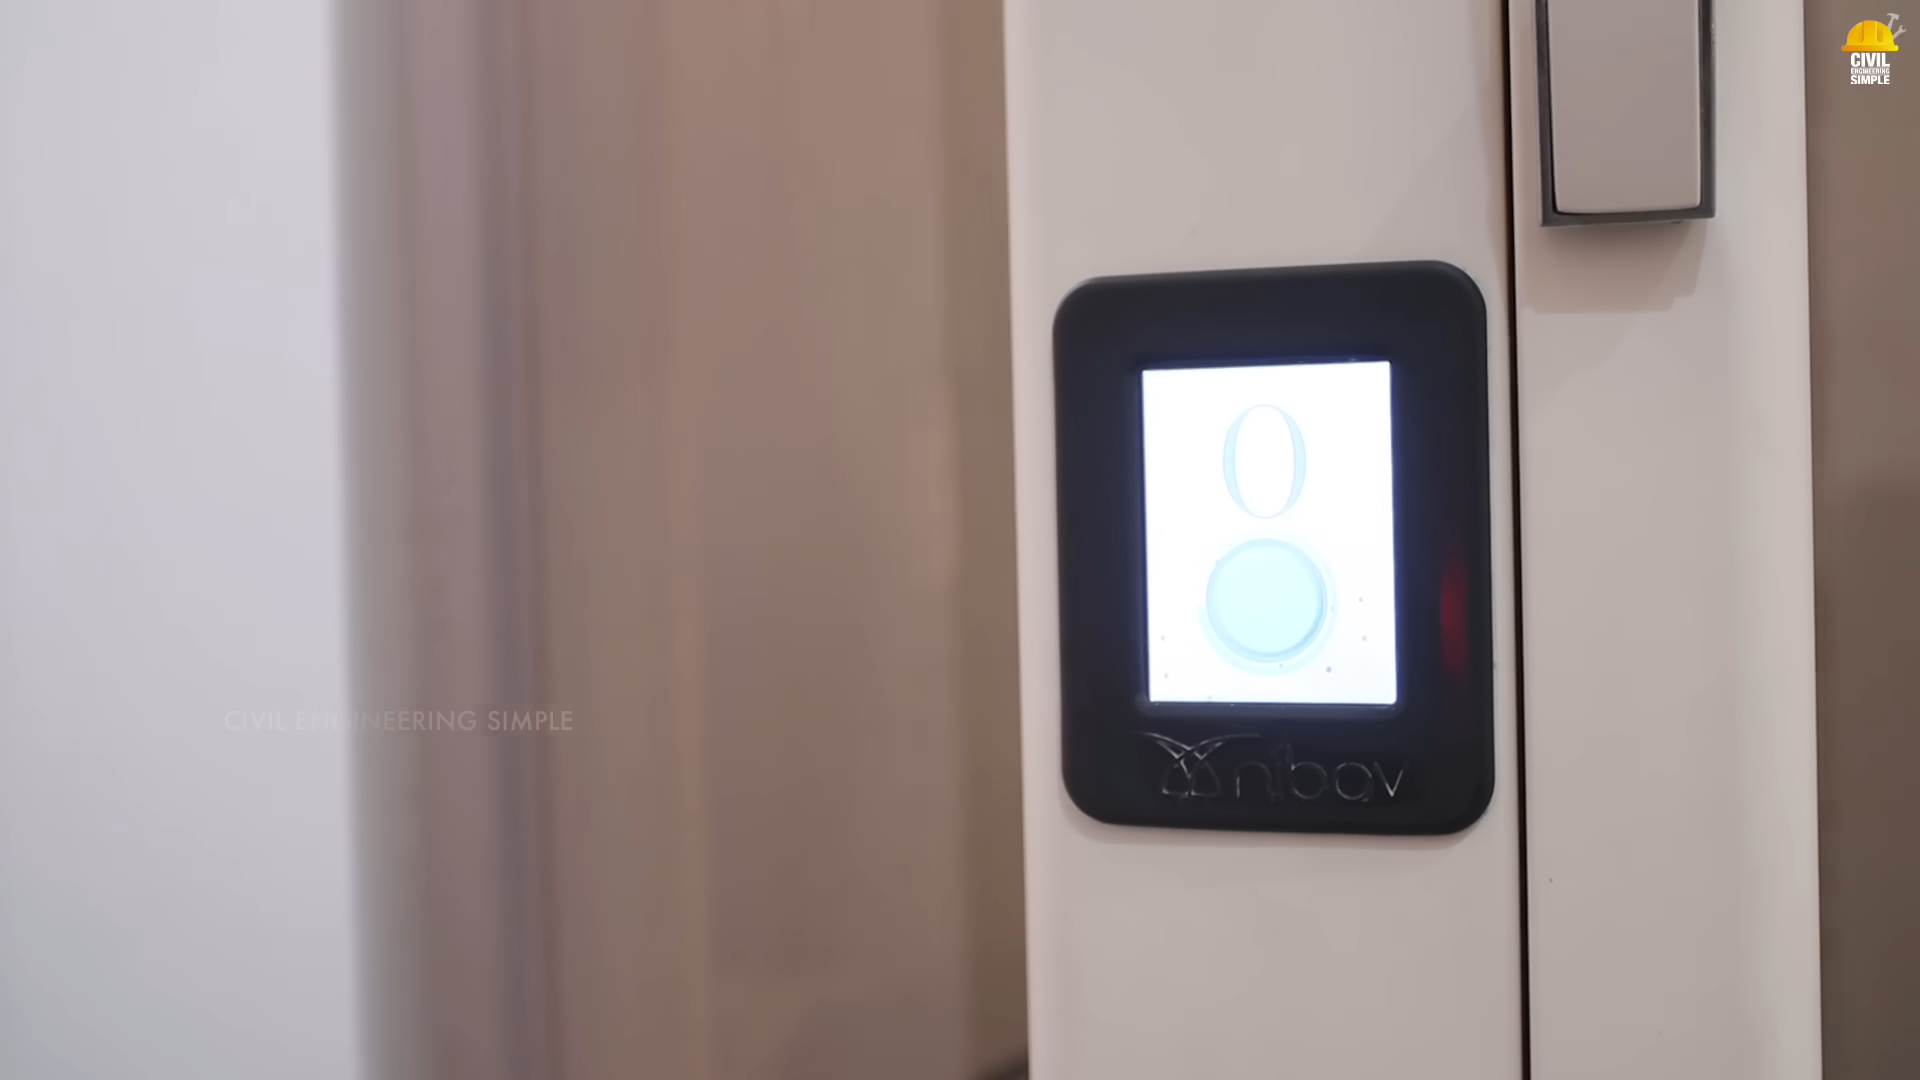 CIVIL
ENGINEERING
SIMPLE
0
CIVIL ENGINEERING SIMPLE
nibav